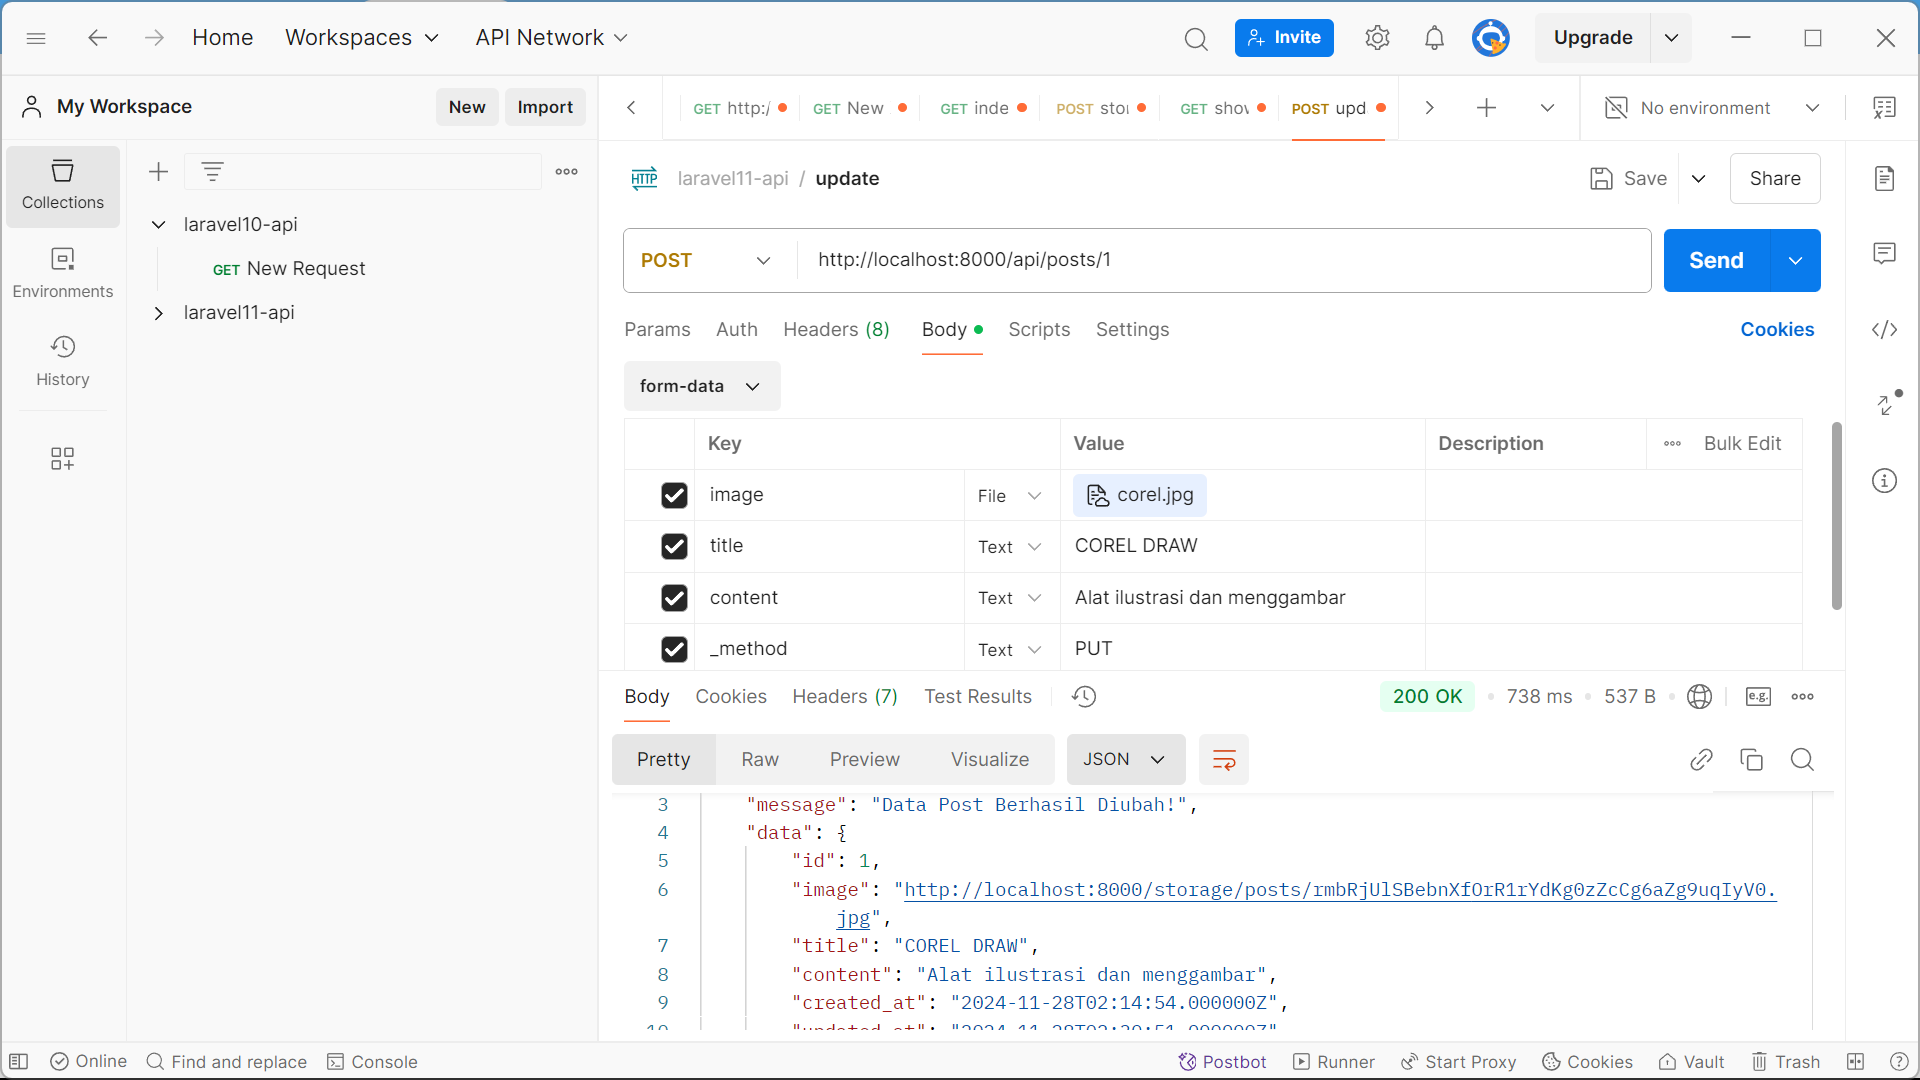 Home Workspaces API Network Invite Upgrade
My Workspace New Import
GET http:/ GET New GET inde POST sto GET sho POST upd No environment
Collections
Environments
History
laravel10-api
GET New Request
laravel11-api
HTTP laravel11-api / update Save Share
POST http://localhost:8000/api/posts/1 Send
Params Auth Headers (8) Body Scripts Settings Cookies
form-data
Key Value Description Bulk Edit
image File corel.jpg
title Text COREL DRAW
content Text Alat ilustrasi dan menggambar
_method Text PUT
Body Cookies Headers (7) Test Results 200 OK 738 ms 537 B e.g.
Pretty Raw Preview Visualize JSON
3 "message": "Data Post Berhasil Diubah!",
4 "data": {
5 "id": 1,
6 "image": "http://localhost:8000/storage/posts/rmbRjUlSBebnXfOrR1rYdKg0zZcCg6aZg9uqIyV0.
jpg",
7 "title": "COREL DRAW",
8 "content": "Alat ilustrasi dan menggambar",
9 "created_at": "2024-11-28T02:14:54.000000Z",
Online Find and replace Console Postbot Runner Start Proxy Cookies Vault Trash